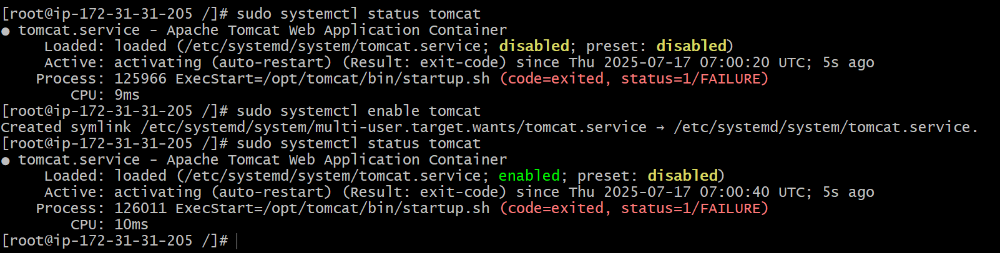 [root@ip-172-31-31-205 /]# sudo systemctl status tomcat
● tomcat.service - Apache Tomcat Web Application Container
     Loaded: loaded (/etc/systemd/system/tomcat.service; disabled; preset: disabled)
     Active: activating (auto-restart) (Result: exit-code) since Thu 2025-07-17 07:00:20 UTC; 5s ago
    Process: 125966 ExecStart=/opt/tomcat/bin/startup.sh (code=exited, status=1/FAILURE)
        CPU: 9ms
[root@ip-172-31-31-205 /]# sudo systemctl enable tomcat
Created symlink /etc/systemd/system/multi-user.target.wants/tomcat.service → /etc/systemd/system/tomcat.service.
[root@ip-172-31-31-205 /]# sudo systemctl status tomcat
● tomcat.service - Apache Tomcat Web Application Container
     Loaded: loaded (/etc/systemd/system/tomcat.service; enabled; preset: disabled)
     Active: activating (auto-restart) (Result: exit-code) since Thu 2025-07-17 07:00:40 UTC; 5s ago
    Process: 126011 ExecStart=/opt/tomcat/bin/startup.sh (code=exited, status=1/FAILURE)
        CPU: 10ms
[root@ip-172-31-31-205 /]#